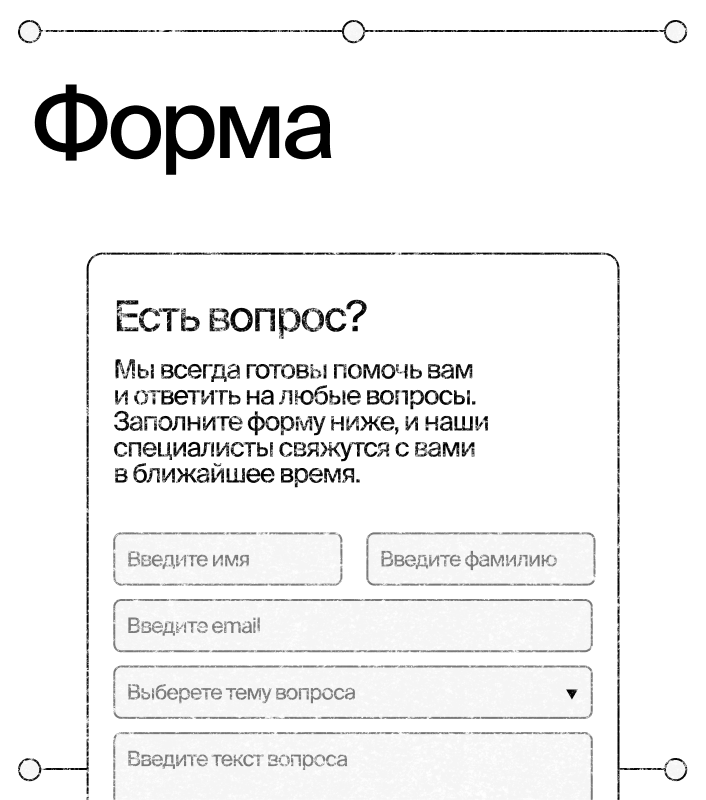 Форма
Есть вопрос?
Мы всегда готовы помочь вам
и ответить на любые вопросы.
Заполните форму ниже, и наши
специалисты свяжутся с вами
в ближайшее время.
Введите имя
Введите фамилию
Введите email
Выберете тему вопроса
Введите текст вопроса